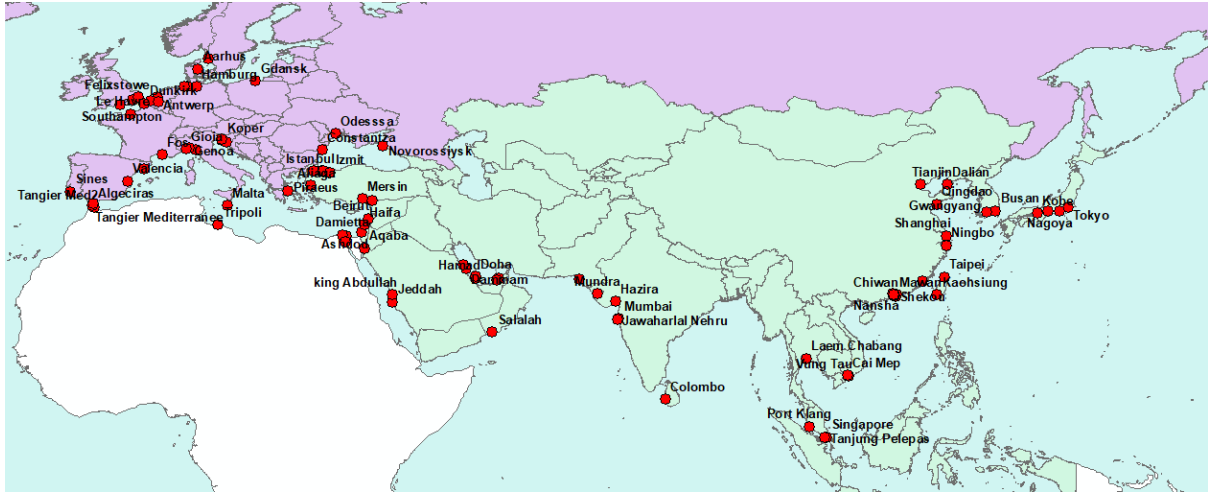 Aarhus
Hamburg
Gdansk
Felixstowe
Dunkirk
Le Havre
Antwerp
Southampton
Koper
Gioia
Fos
Genoa
Odesssa
Constantza
Novorossiysk
Istanbul
Izmit
Aliaga
Piraeus
Valencia
Sines
Algeciras
Tangier Med2
Tangier Mediterranee
Malta
Tripoli
Mersin
Beirut
Haifa
Damietta
Ashdod
Aqaba
king Abdullah
Jeddah
Hamad
Doha
Dammam
Salalah
Mundra
Hazira
Mumbai
Jawaharlal Nehru
Colombo
Tianjin
Dalian
Qingdao
Gwangyang
Busan
Kobe
Nagoya
Tokyo
Shanghai
Ningbo
Taipei
Chiwan
Mawan
Kaohsiung
Shekou
Nansha
Laem Chabang
Vung Tau
Cai Mep
Port Klang
Singapore
Tanjung Pelepas